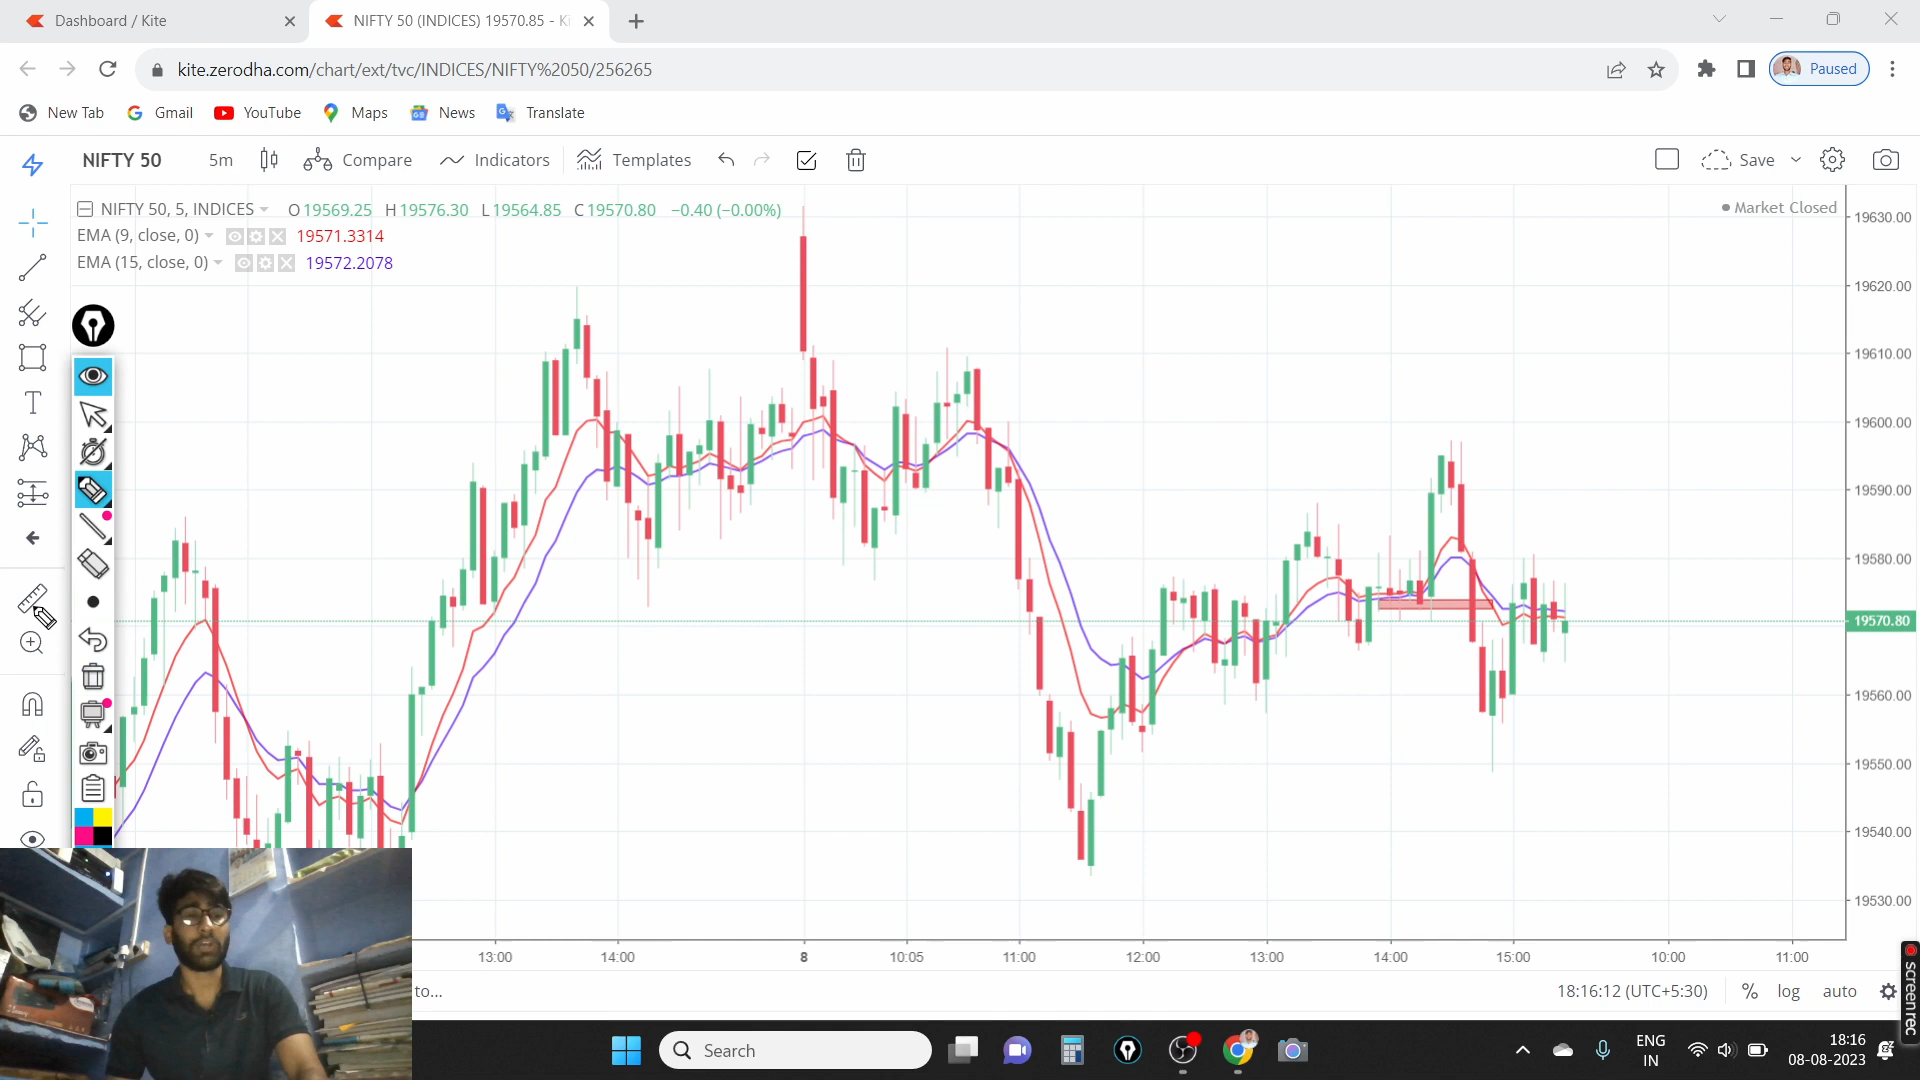 Dashboard / Kite
NIFTY 50 (INDICES) 19570.85 - Ki
kite.zerodha.com/chart/ext/tvc/INDICES/NIFTY%2050/256265
Paused
New Tab
Gmail
YouTube
Maps
News
Translate
NIFTY 50
5m
Compare
Indicators
Templates
Save
NIFTY 50, 5, INDICES O19569.25 H19576.30 L19564.85 C19570.80 −0.40 (−0.00%)
Market Closed
EMA (9, close, 0) 19571.3314
EMA (15, close, 0) 19572.2078
19630.00
19620.00
19610.00
19600.00
19590.00
19580.00
19570.80
19560.00
19550.00
19540.00
19530.00
13:00 14:00 8 10:05 11:00 12:00 13:00 14:00 15:00 10:00 11:00
to...
18:16:12 (UTC+5:30)
% log auto
screenrec
Search
ENG
IN
18:16
08-08-2023